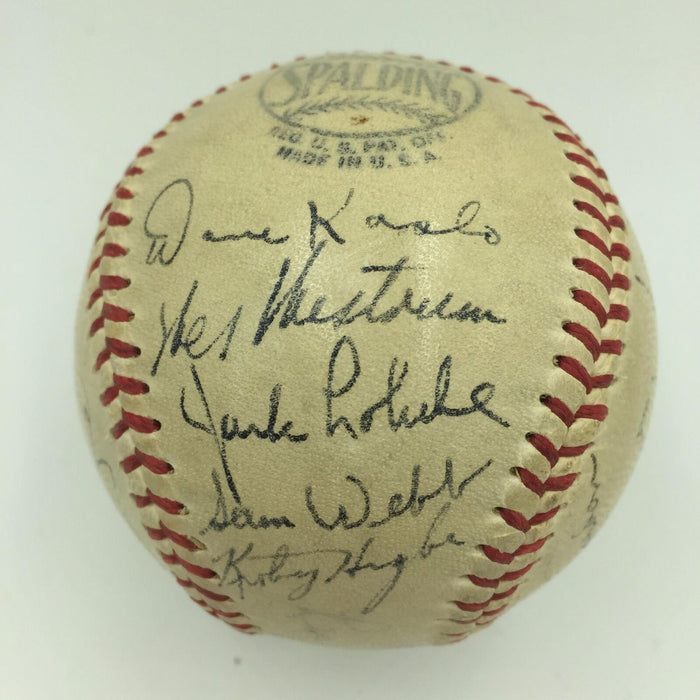 SPALDING
REG. U.S. PAT. OFF.
MADE IN U.S.A.
Dave Koslo
Wes Westrum
Jack Lohrke
Sam Webb
Kirby Higbe